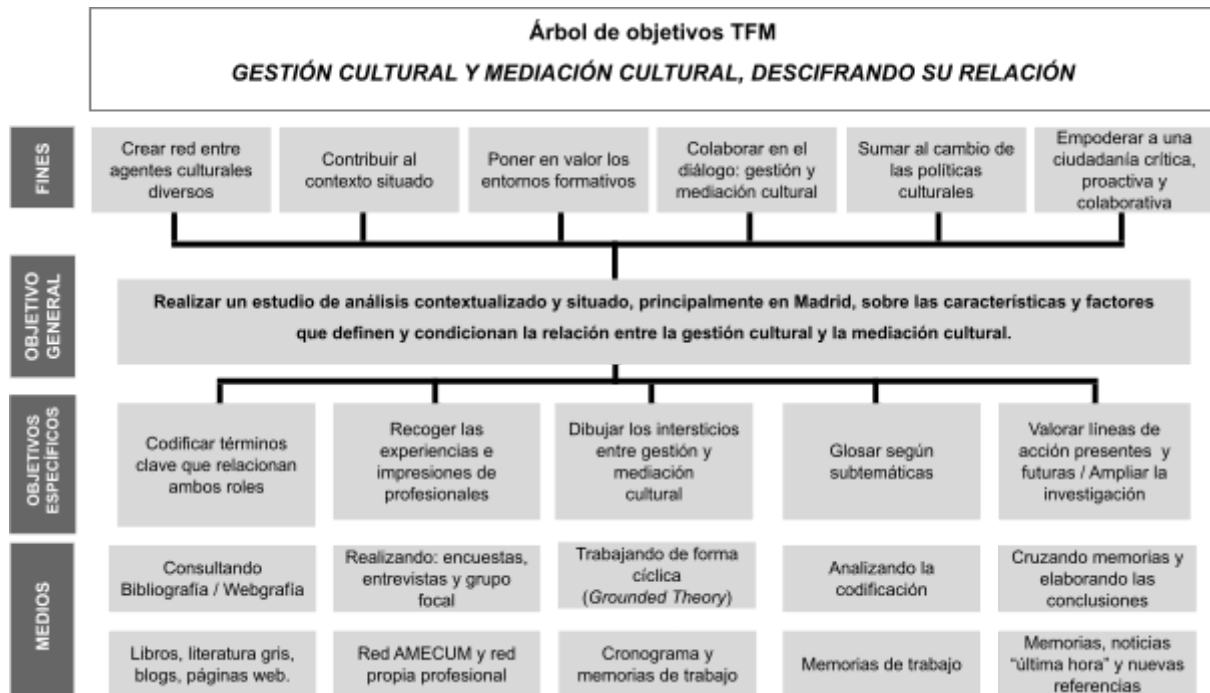 Árbol de objetivos TFM
GESTIÓN CULTURAL Y MEDIACIÓN CULTURAL, DESCIFRANDO SU RELACIÓN
FINES
Crear red entre
agentes culturales
diversos
Contribuir al
contexto situado
Poner en valor los
entornos formativos
Colaborar en el
diálogo: gestión y
mediación cultural
Sumar al cambio de
las políticas
culturales
Empoderar a una
ciudadanía crítica,
proactiva y
colaborativa
OBJETIVO
GENERAL
Realizar un estudio de análisis contextualizado y situado, principalmente en Madrid, sobre las características y factores
que definen y condicionan la relación entre la gestión cultural y la mediación cultural.
OBJETIVOS
ESPECÍFICOS
Codificar términos
clave que relacionan
ambos roles
Recoger las
experiencias e
impresiones de
profesionales
Dibujar los intersticios
entre gestión y
mediación
cultural
Glosar según
subtemáticas
Valorar líneas de
acción presentes y
futuras / Ampliar la
investigación
MEDIOS
Consultando
Bibliografía / Webgrafía
Realizando: encuestas,
entrevistas y grupo
focal
Trabajando de forma
cíclica
(Grounded Theory)
Analizando la
codificación
Cruzando memorias y
elaborando las
conclusiones
Libros, literatura gris,
blogs, páginas web.
Red AMECUM y red
propia profesional
Cronograma y
memorias de trabajo
Memorias de trabajo
Memorias, noticias
“última hora” y nuevas
referencias